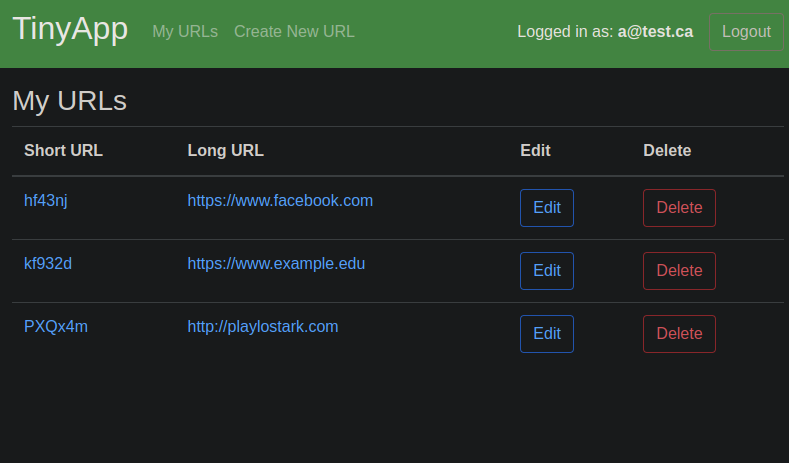 TinyApp My URLs Create New URL Logged in as: a@test.ca Logout
My URLs
Short URL Long URL Edit Delete
hf43nj https://www.facebook.com Edit Delete
kf932d https://www.example.edu Edit Delete
PXQx4m http://playlostark.com Edit Delete